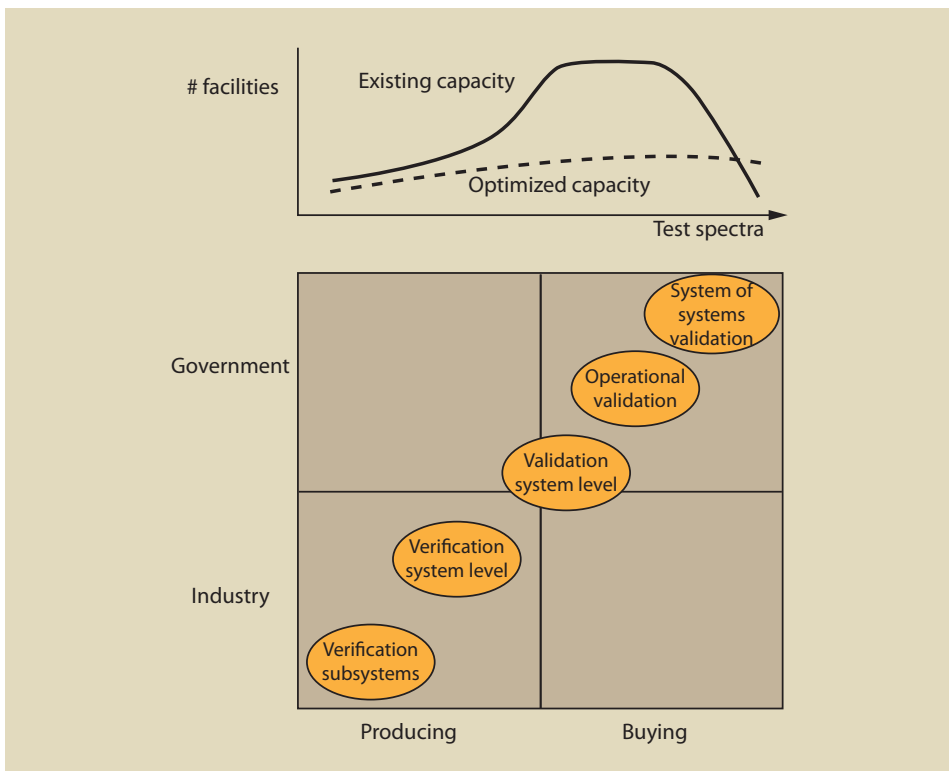 # facilities
Existing capacity
Optimized capacity
Test spectra
System of
systems
validation
Government
Operational
validation
Validation
system level
Verification
system level
Industry
Verification
subsystems
Producing
Buying